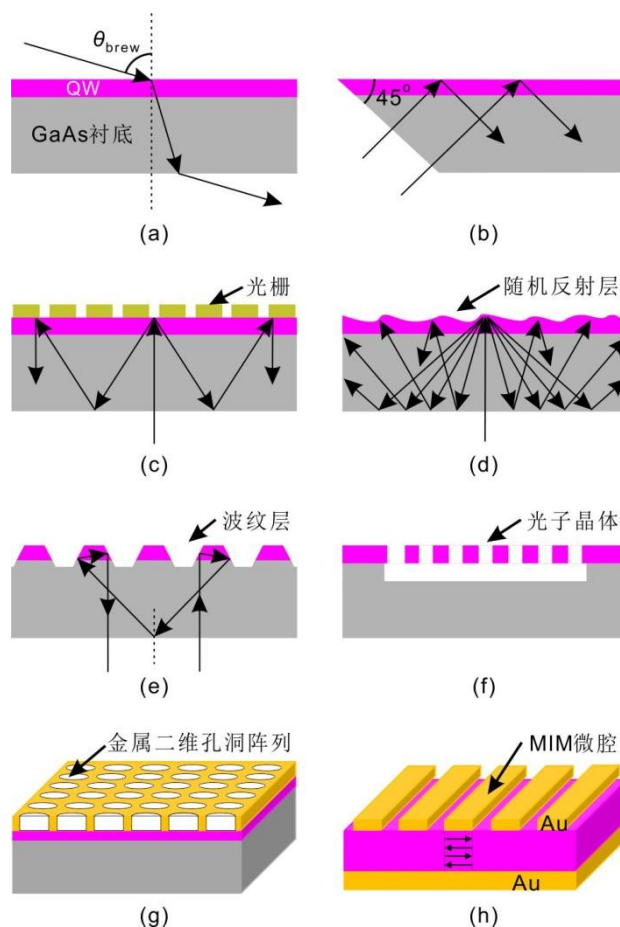 θbrew
QW
GaAs衬底
(a)
45°
(b)
光栅
(c)
随机反射层
(d)
波纹层
(e)
光子晶体
(f)
金属二维孔洞阵列
(g)
MIM微腔
Au
Au
(h)